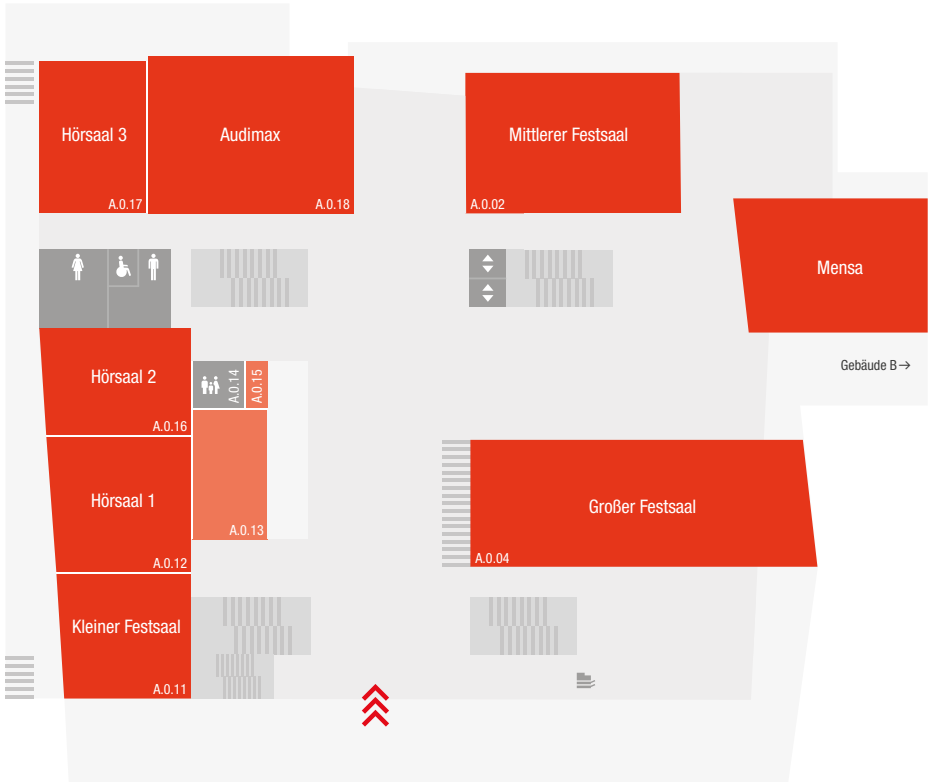 Hörsaal 3
Audimax
Mittlerer Festsaal
A.0.17
A.0.18
A.0.02
Mensa
Gebäude B→
Hörsaal 2
A.0.14
A.0.15
A.0.16
Hörsaal 1
Großer Festsaal
A.0.13
A.0.12
A.0.04
Kleiner Festsaal
A.0.11